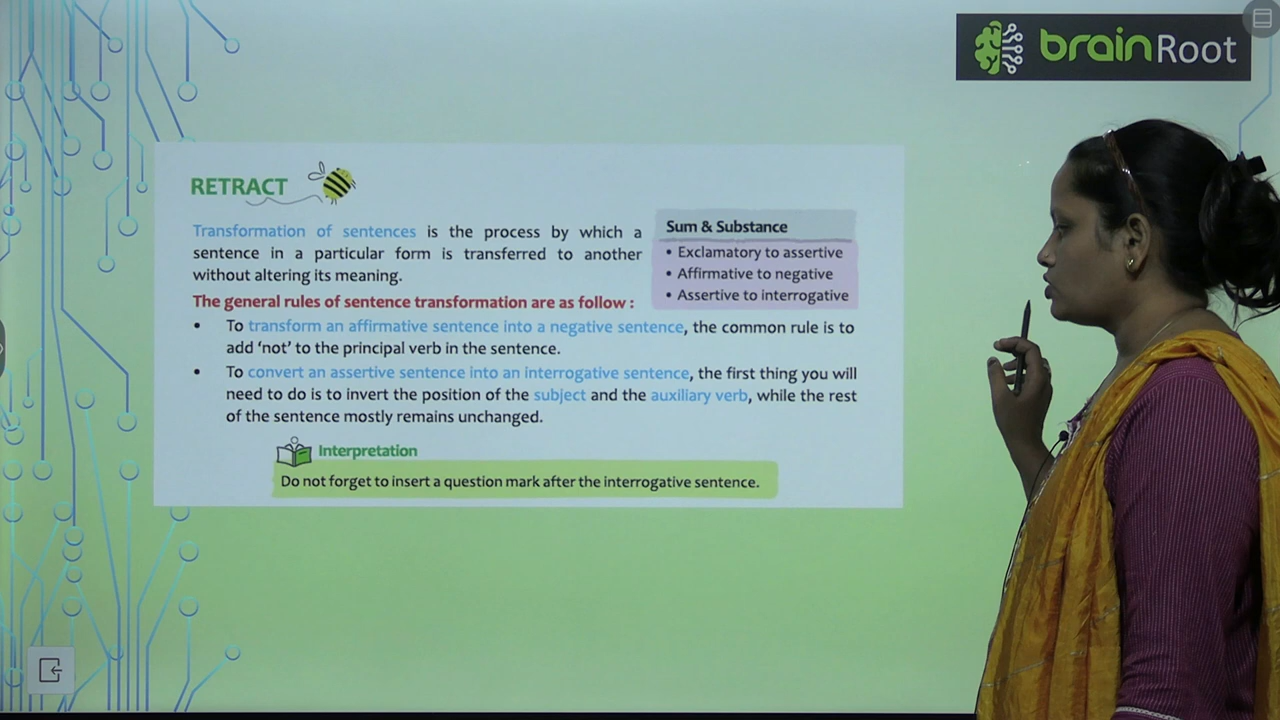 brainRoot
RETRACT
Transformation of sentences is the process by which a
sentence in a particular form is transferred to another
without altering its meaning.
Sum & Substance
• Exclamatory to assertive
• Affirmative to negative
• Assertive to interrogative
The general rules of sentence transformation are as follow :
• To transform an affirmative sentence into a negative sentence, the common rule is to
add ‘not’ to the principal verb in the sentence.
• To convert an assertive sentence into an interrogative sentence, the first thing you will
need to do is to invert the position of the subject and the auxiliary verb, while the rest
of the sentence mostly remains unchanged.
Interpretation
Do not forget to insert a question mark after the interrogative sentence.